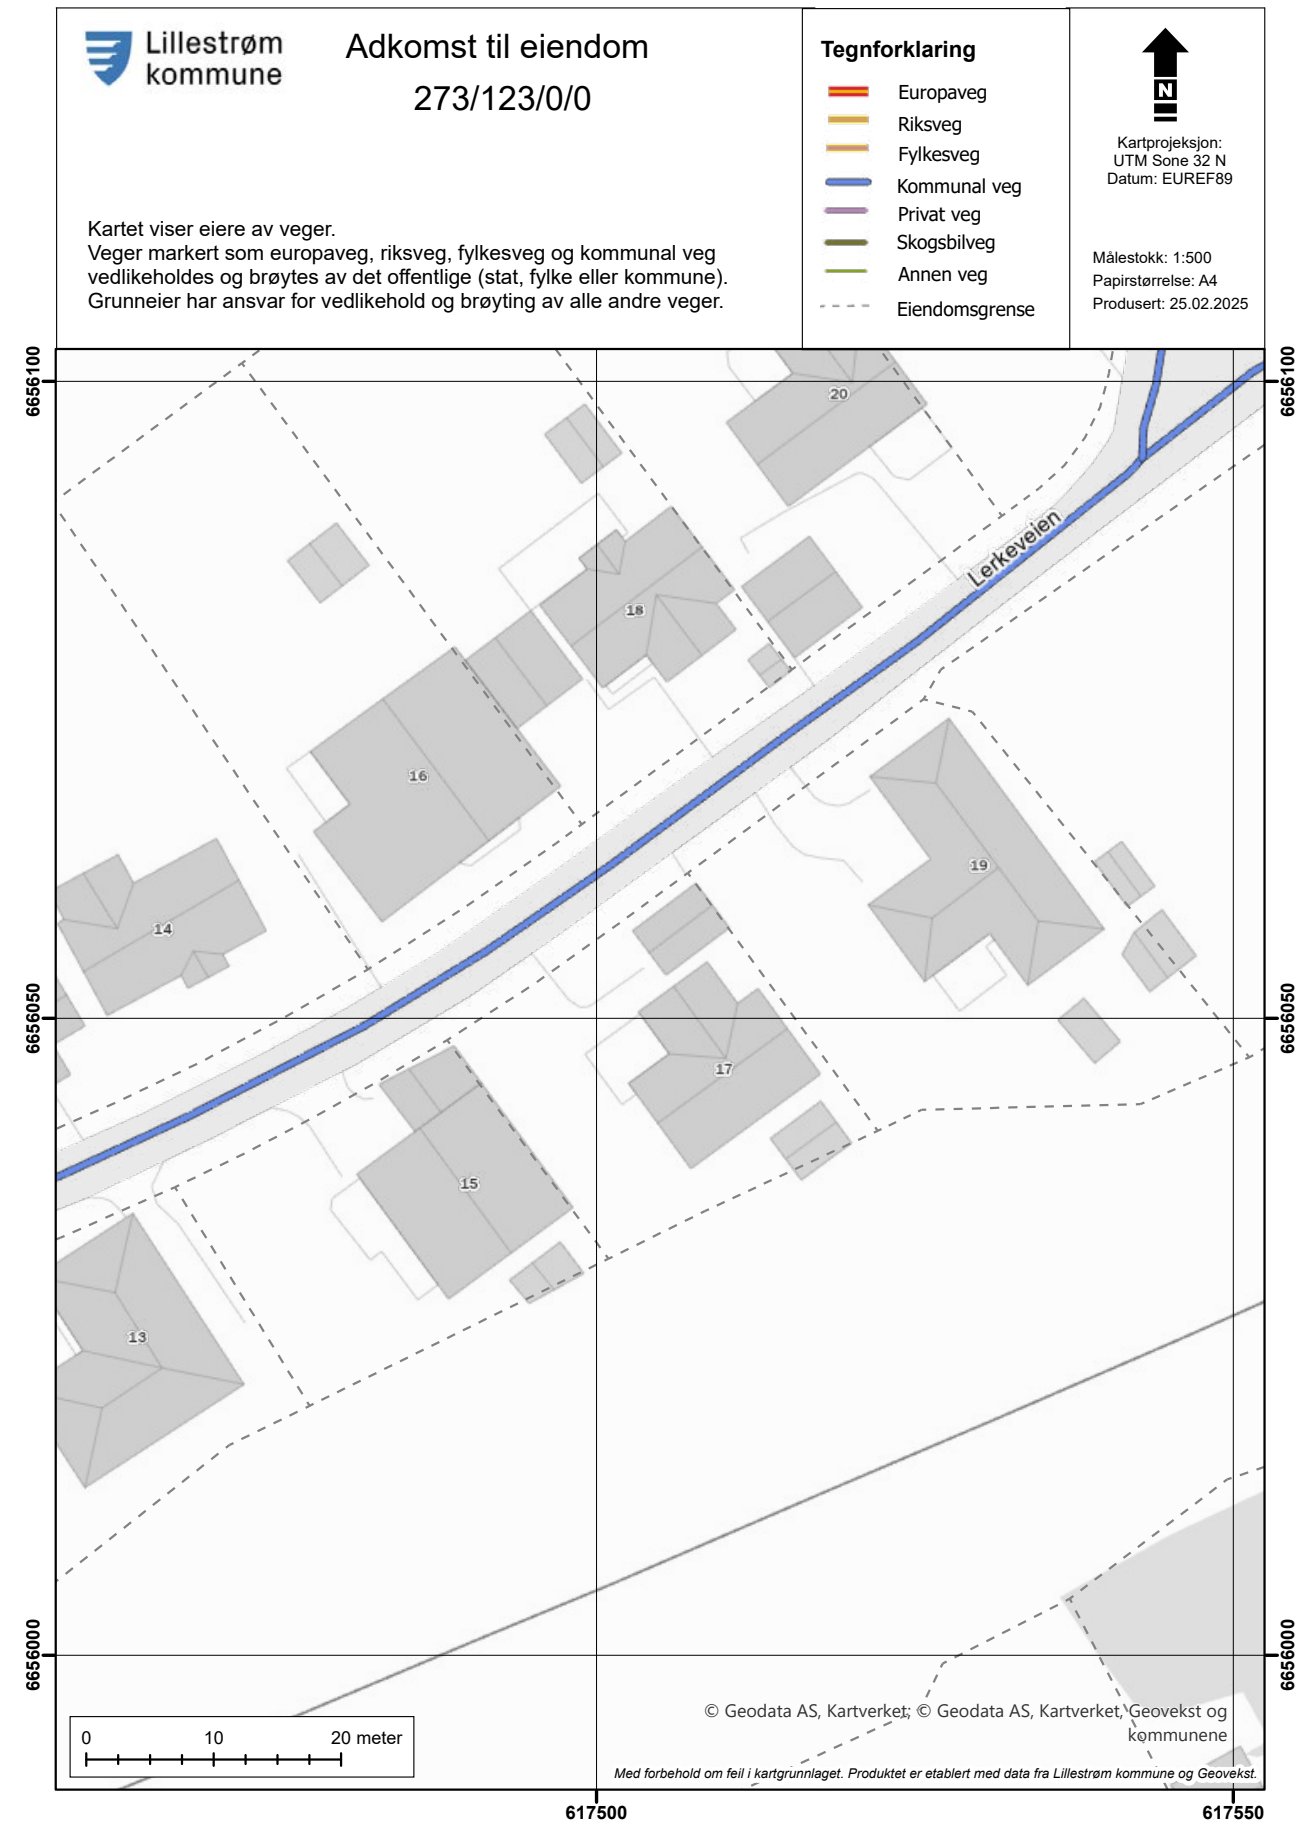 Lillestrøm
kommune
Adkomst til eiendom
273/123/0/0
Kartet viser eiere av veger.
Veger markert som europaveg, riksveg, fylkesveg og kommunal veg
vedlikeholdes og brøytes av det offentlige (stat, fylke eller kommune).
Grunneier har ansvar for vedlikehold og brøyting av alle andre veger.
Tegnforklaring
Europaveg
Riksveg
Fylkesveg
Kommunal veg
Privat veg
Skogsbilveg
Annen veg
Eiendomsgrense
N
Kartprojeksjon:
UTM Sone 32 N
Datum: EUREF89
Målestokk: 1:500
Papirstørrelse: A4
Produsert: 25.02.2025
6656100
6656100
20
Lerkeveien
18
16
19
14
6656050
6656050
17
15
13
6656000
6656000
© Geodata AS, Kartverket; © Geodata AS, Kartverket, Geovekst og
kommunene
0 10 20 meter
Med forbehold om feil i kartgrunnlaget. Produktet er etablert med data fra Lillestrøm kommune og Geovekst.
617500
617550